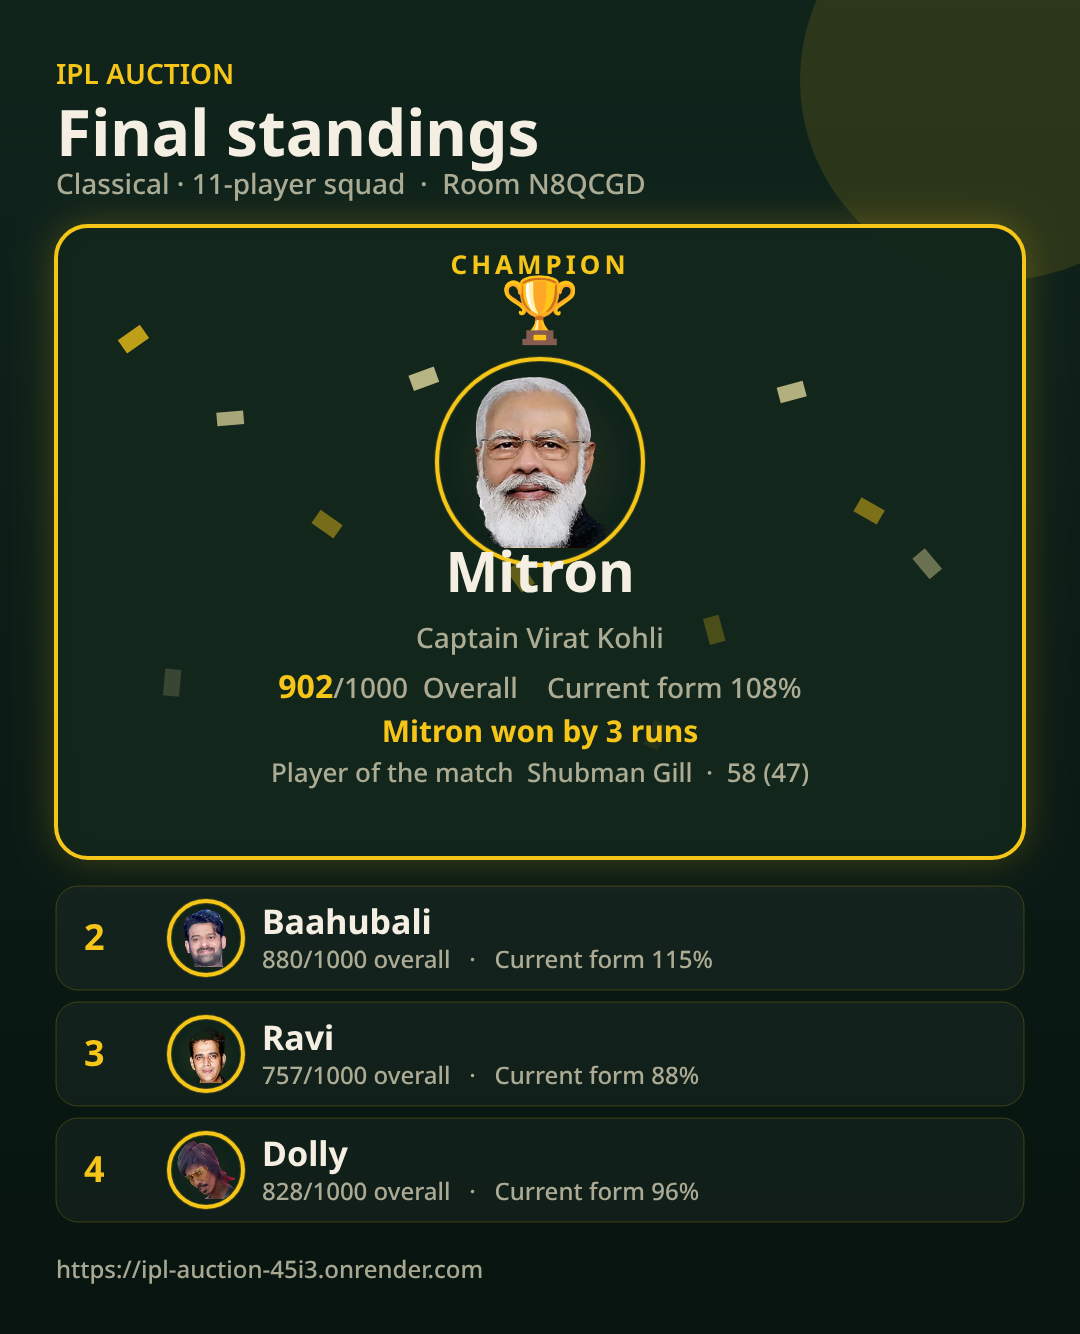 IPL AUCTION
Final standings
Classical · 11-player squad · Room N8QCGD
CHAMPION
Mitron
Captain Virat Kohli
902/1000 Overall Current form 108%
Mitron won by 3 runs
Player of the match Shubman Gill · 58 (47)
2
Baahubali
880/1000 overall · Current form 115%
3
Ravi
757/1000 overall · Current form 88%
4
Dolly
828/1000 overall · Current form 96%
https://ipl-auction-45i3.onrender.com